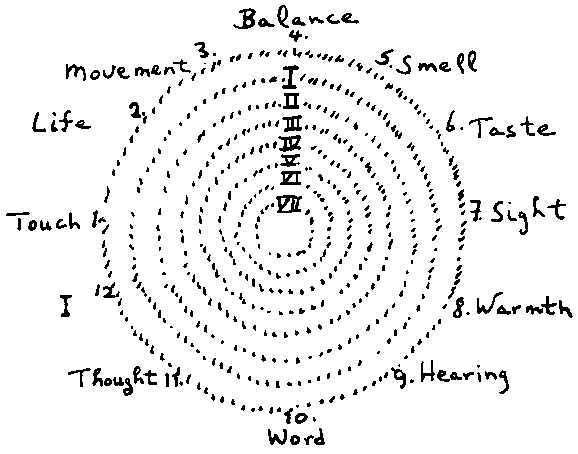 Balance
4.
movement 3.
5. Smell
I
II
III
IV
V
VI
VII
Life 2.
6. Taste
Touch 1.
7. Sight
I 12.
8. Warmth
Thought 11.
9. Hearing
10.
Word